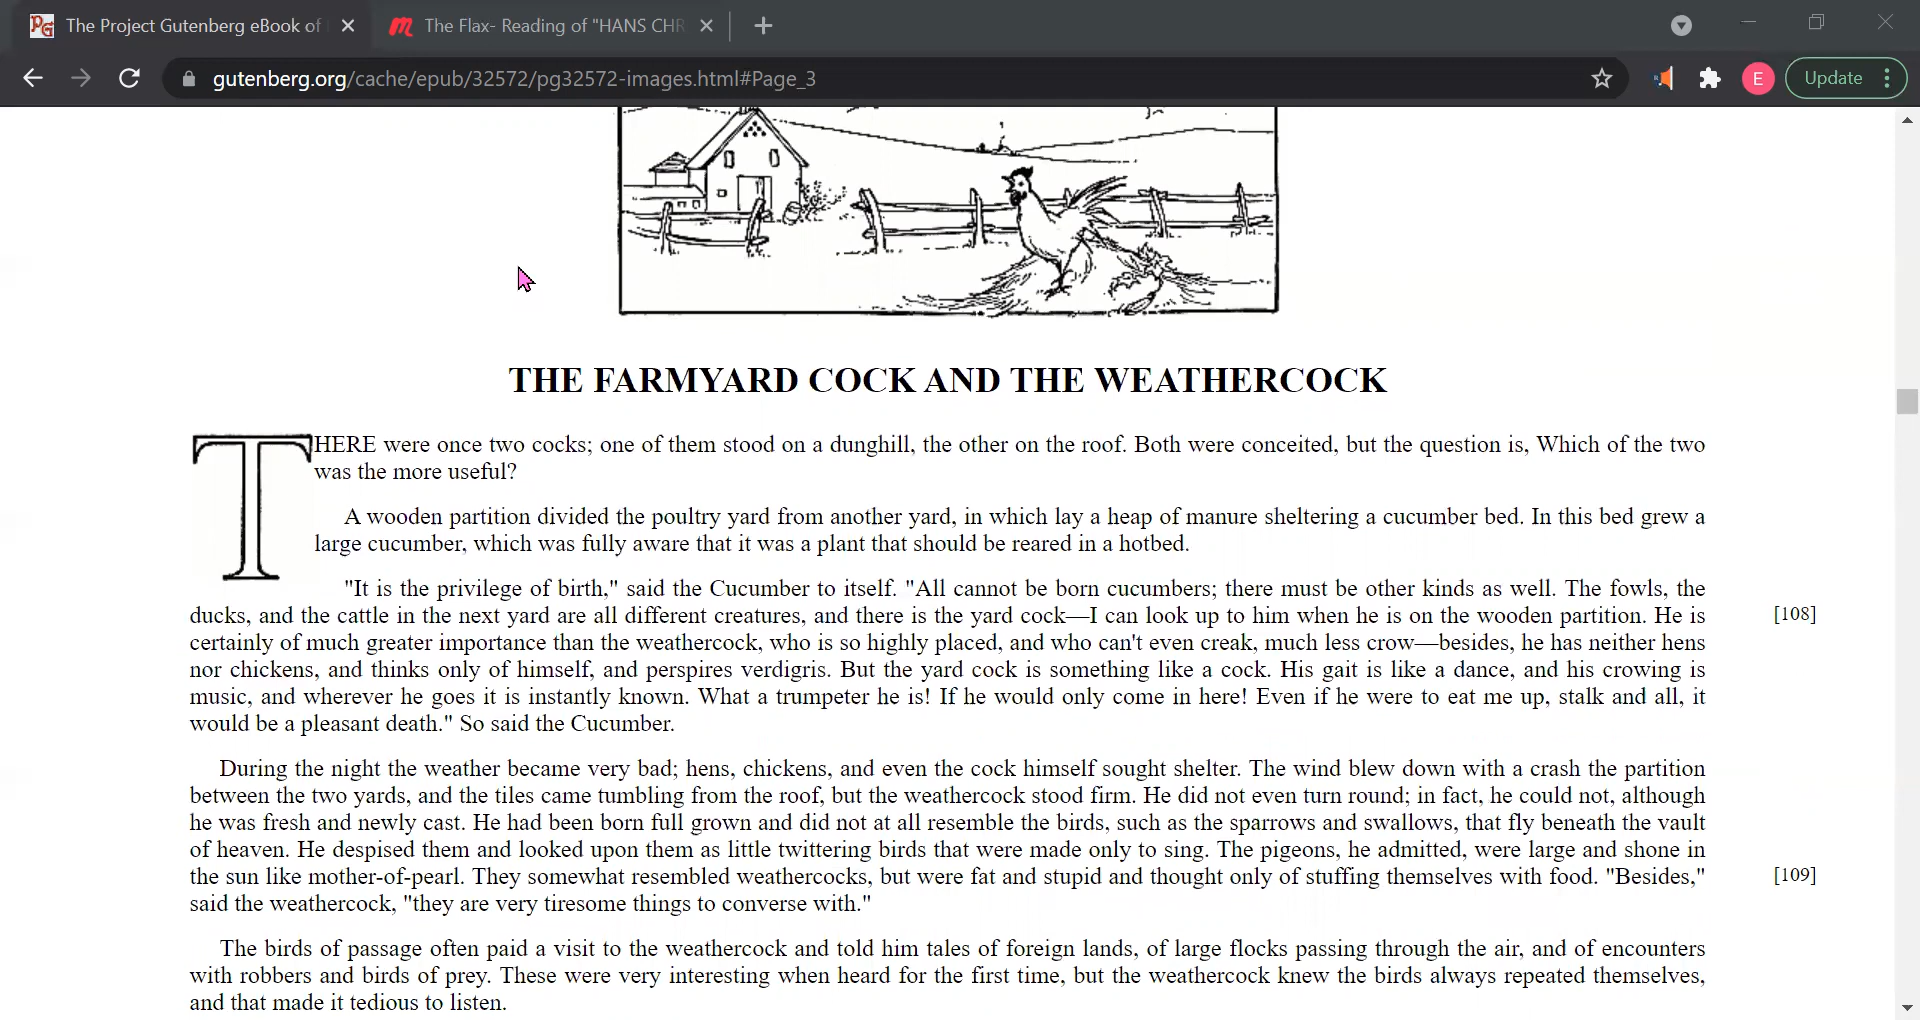 The Project Gutenberg eBook of
The Flax- Reading of "HANS CHR
gutenberg.org/cache/epub/32572/pg32572-images.html#Page_3
E
Update
THE FARMYARD COCK AND THE WEATHERCOCK
THERE were once two cocks; one of them stood on a dunghill, the other on the roof. Both were conceited, but the question is, Which of the two
was the more useful?
A wooden partition divided the poultry yard from another yard, in which lay a heap of manure sheltering a cucumber bed. In this bed grew a
large cucumber, which was fully aware that it was a plant that should be reared in a hotbed.
"It is the privilege of birth," said the Cucumber to itself. "All cannot be born cucumbers; there must be other kinds as well. The fowls, the
ducks, and the cattle in the next yard are all different creatures, and there is the yard cock—I can look up to him when he is on the wooden partition. He is
[108]
certainly of much greater importance than the weathercock, who is so highly placed, and who can't even creak, much less crow—besides, he has neither hens
nor chickens, and thinks only of himself, and perspires verdigris. But the yard cock is something like a cock. His gait is like a dance, and his crowing is
music, and wherever he goes it is instantly known. What a trumpeter he is! If he would only come in here! Even if he were to eat me up, stalk and all, it
would be a pleasant death." So said the Cucumber.
During the night the weather became very bad; hens, chickens, and even the cock himself sought shelter. The wind blew down with a crash the partition
between the two yards, and the tiles came tumbling from the roof, but the weathercock stood firm. He did not even turn round; in fact, he could not, although
he was fresh and newly cast. He had been born full grown and did not at all resemble the birds, such as the sparrows and swallows, that fly beneath the vault
of heaven. He despised them and looked upon them as little twittering birds that were made only to sing. The pigeons, he admitted, were large and shone in
the sun like mother-of-pearl. They somewhat resembled weathercocks, but were fat and stupid and thought only of stuffing themselves with food. "Besides,"
[109]
said the weathercock, "they are very tiresome things to converse with."
The birds of passage often paid a visit to the weathercock and told him tales of foreign lands, of large flocks passing through the air, and of encounters
with robbers and birds of prey. These were very interesting when heard for the first time, but the weathercock knew the birds always repeated themselves,
and that made it tedious to listen.